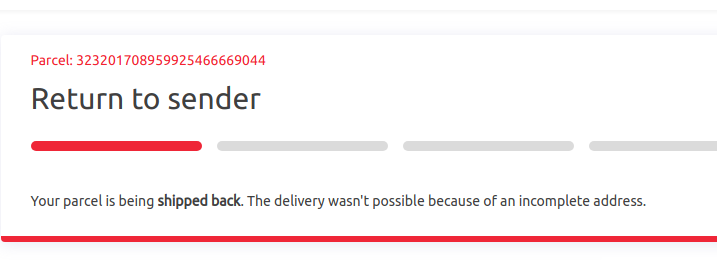 Parcel: 323201708959925466669044
Return to sender
Your parcel is being shipped back. The delivery wasn't possible because of an incomplete address.